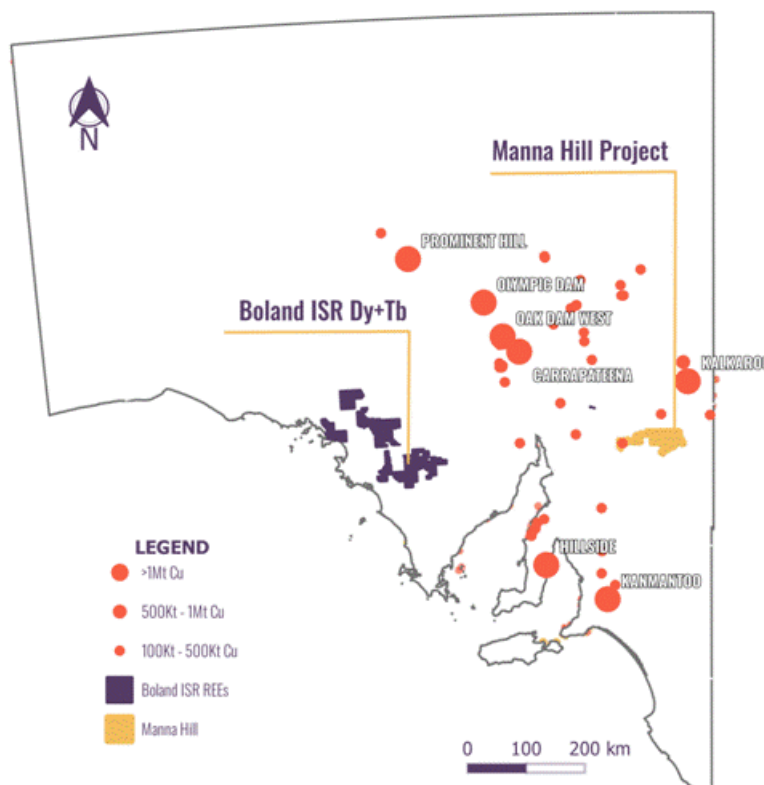 N
Manna Hill Project
PROMINENT HILL
OLYMPIC DAM
Boland ISR Dy+Tb
OAK DAM WEST
CARRAPATEENA
KALKAROO
HILLSIDE
KANMANTOO
LEGEND
>1Mt Cu
500Kt - 1Mt Cu
100Kt - 500Kt Cu
Boland ISR REEs
Manna Hill
0 100 200 km